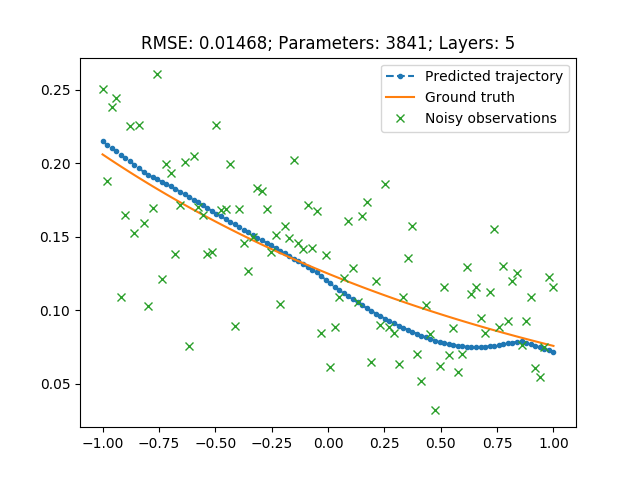 RMSE: 0.01468; Parameters: 3841; Layers: 5
Predicted trajectory
Ground truth
Noisy observations
0.25
0.20
0.15
0.10
0.05
−1.00 −0.75 −0.50 −0.25 0.00 0.25 0.50 0.75 1.00